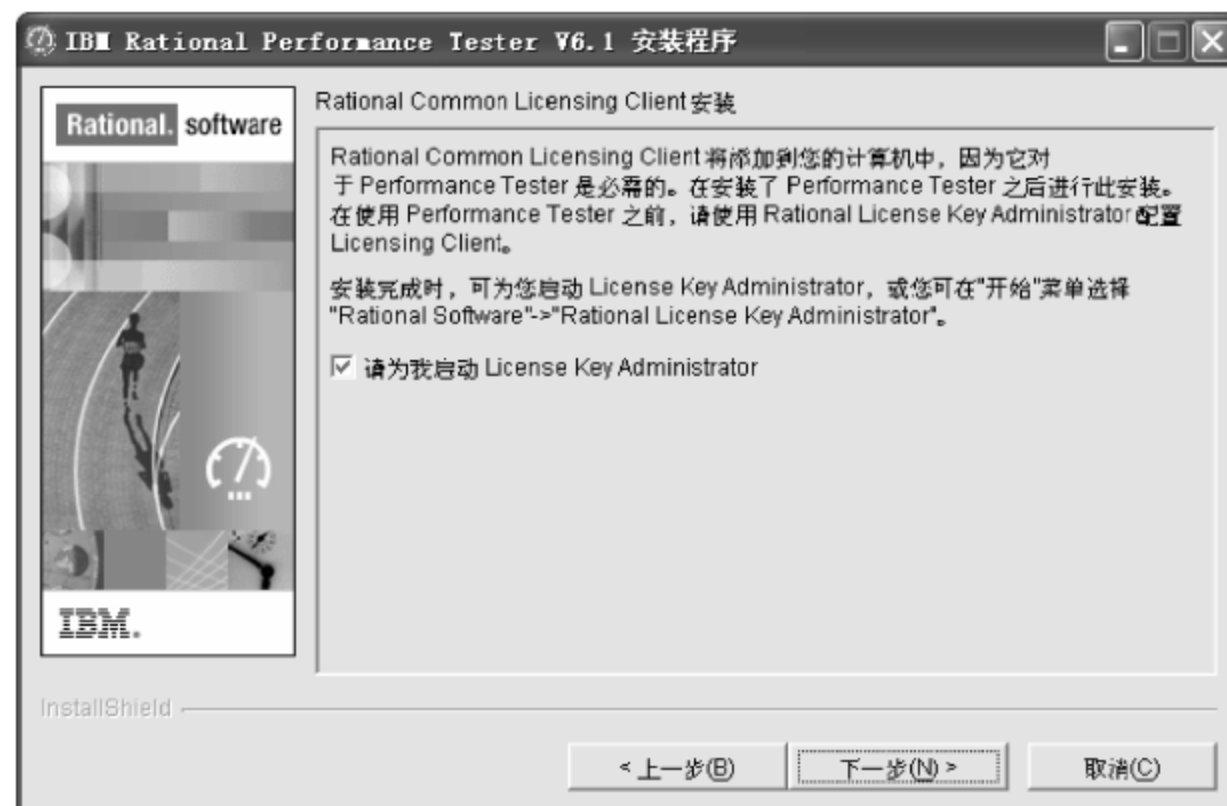 IBM Rational Performance Tester V6.1 安装程序
Rational. software
Rational Common Licensing Client 安装
Rational Common Licensing Client 将添加到您的计算机中，因为它对
于 Performance Tester 是必需的。在安装了 Performance Tester 之后进行此安装。
在使用 Performance Tester 之前，请使用 Rational License Key Administrator 配置
Licensing Client。
安装完成时，可为您启动 License Key Administrator，或您可在"开始"菜单选择
"Rational Software"->"Rational License Key Administrator"。
请为我启动 License Key Administrator
IBM.
InstallShield
< 上一步(B)
下一步(N) >
取消(C)